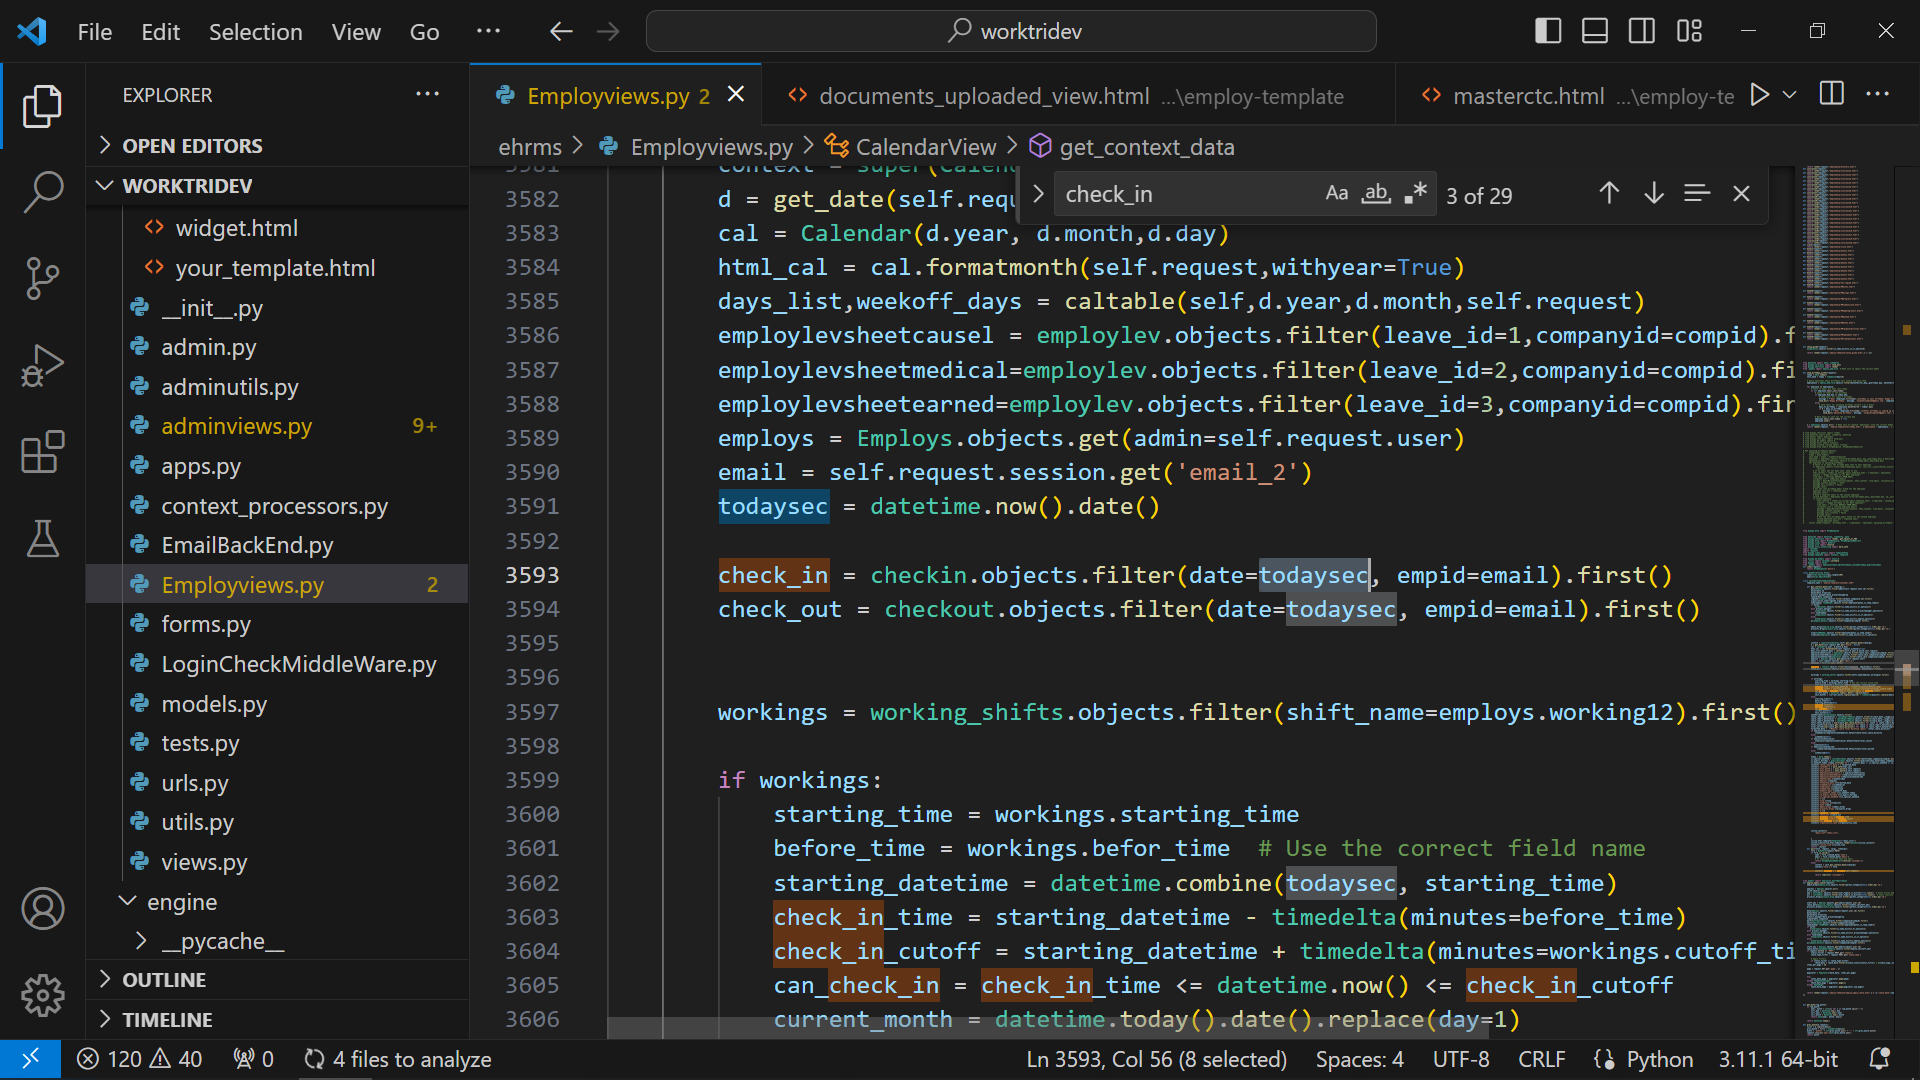 File Edit Selection View Go ··· worktridev
EXPLORER ···
OPEN EDITORS
WORKTRIDEV
widget.html
your_template.html
__init__.py
admin.py
adminutils.py
adminviews.py 9+
apps.py
context_processors.py
EmailBackEnd.py
Employviews.py 2
forms.py
LoginCheckMiddleWare.py
models.py
tests.py
urls.py
utils.py
views.py
engine
__pycache__
OUTLINE
TIMELINE
Employviews.py 2 documents_uploaded_view.html ...\employ-template masterctc.html ...\employ-te
ehrms > Employviews.py > CalendarView > get_context_data
check_in Aa ab 3 of 29
3581 context = super(Calend
3582 d = get_date(self.requ
3583 cal = Calendar(d.year, d.month,d.day)
3584 html_cal = cal.formatmonth(self.request,withyear=True)
3585 days_list,weekoff_days = caltable(self,d.year,d.month,self.request)
3586 employlevsheetcausel = employlev.objects.filter(leave_id=1,companyid=compid).f
3587 employlevsheetmedical=employlev.objects.filter(leave_id=2,companyid=compid).fi
3588 employlevsheetearned=employlev.objects.filter(leave_id=3,companyid=compid).fir
3589 employs = Employs.objects.get(admin=self.request.user)
3590 email = self.request.session.get('email_2')
3591 todaysec = datetime.now().date()
3592
3593 check_in = checkin.objects.filter(date=todaysec, empid=email).first()
3594 check_out = checkout.objects.filter(date=todaysec, empid=email).first()
3595
3596
3597 workings = working_shifts.objects.filter(shift_name=employs.working12).first()
3598
3599 if workings:
3600 starting_time = workings.starting_time
3601 before_time = workings.befor_time # Use the correct field name
3602 starting_datetime = datetime.combine(todaysec, starting_time)
3603 check_in_time = starting_datetime - timedelta(minutes=before_time)
3604 check_in_cutoff = starting_datetime + timedelta(minutes=workings.cutoff_ti
3605 can_check_in = check_in_time <= datetime.now() <= check_in_cutoff
3606 current_month = datetime.today().date().replace(day=1)
120 40 0 4 files to analyze Ln 3593, Col 56 (8 selected) Spaces: 4 UTF-8 CRLF Python 3.11.1 64-bit